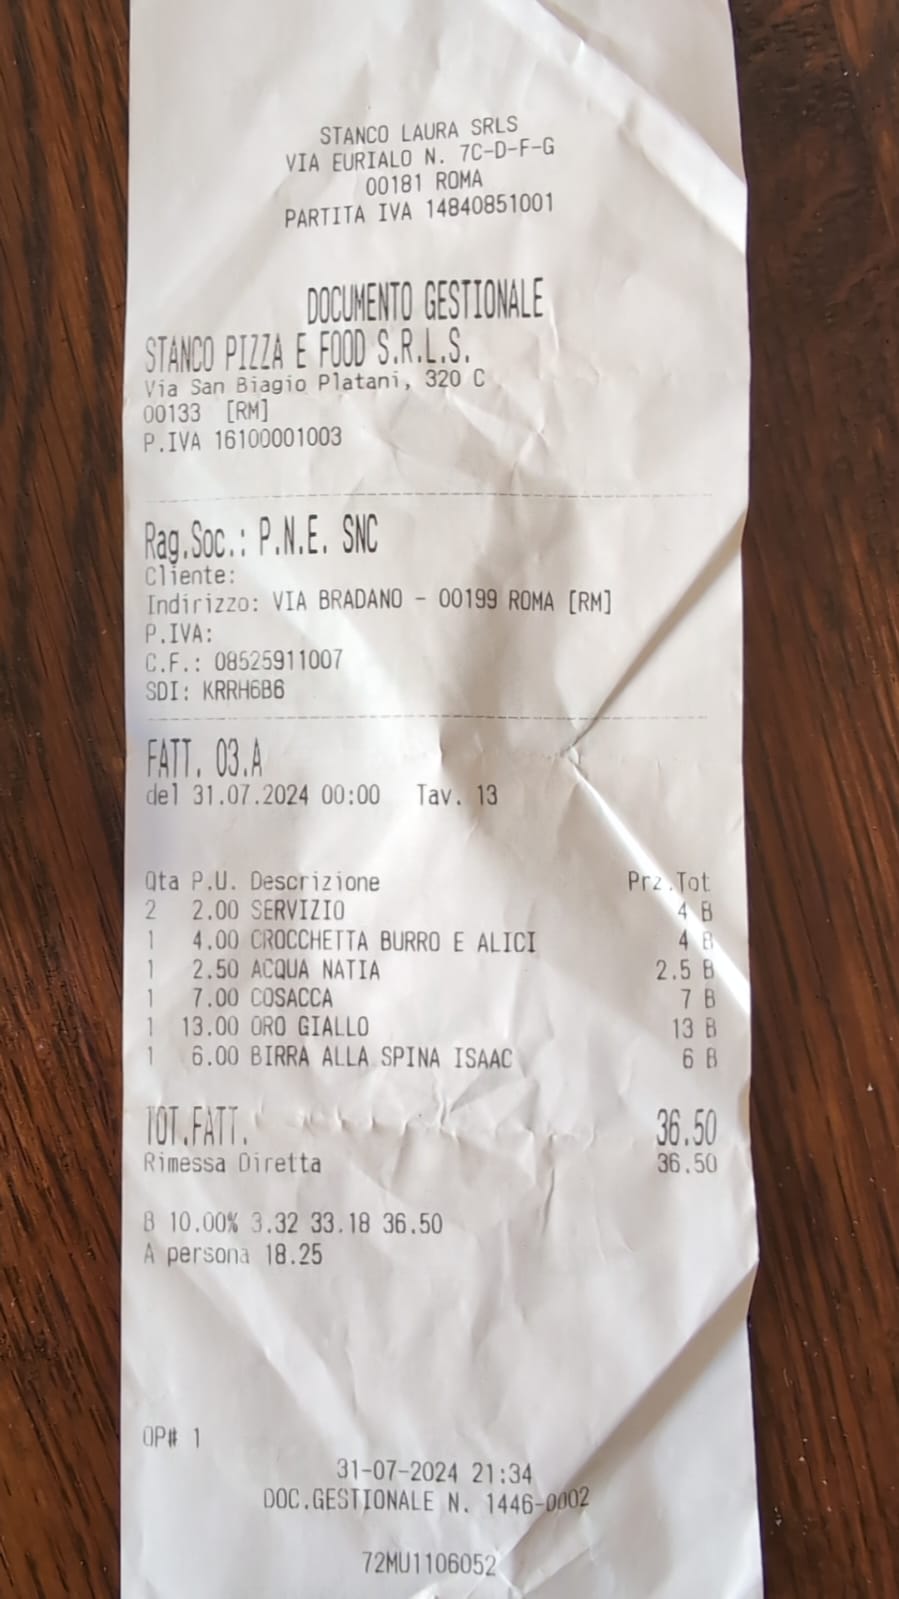 STANCO LAURA SRLS
VIA EURIALO N. 7C-D-F-G
00181 ROMA
PARTITA IVA 14840851001
DOCUMENTO GESTIONALE
STANCO PIZZA E FOOD S.R.L.S.
Via San Biagio Platani, 320 C
00133 [RM]
P.IVA 16100001003
Rag.Soc.: P.N.E. SNC
Cliente:
Indirizzo: VIA BRADANO - 00199 ROMA [RM]
P.IVA:
C.F.: 08525911007
SDI: KRRH6B6
FATT. 03.A
del 31.07.2024 00:00 Tav. 13
Qta P.U. Descrizione Prz.Tot
2 2.00 SERVIZIO 4 B
1 4.00 CROCCHETTA BURRO E ALICI 4 B
1 2.50 ACQUA NATIA 2.5 B
1 7.00 COSACCA 7 B
1 13.00 ORO GIALLO 13 B
1 6.00 BIRRA ALLA SPINA ISAAC 6 B
TOT.FATT. 36.50
Rimessa Diretta 36.50
B 10.00% 3.32 33.18 36.50
A persona 18.25
OP# 1
31-07-2024 21:34
DOC.GESTIONALE N. 1446-0002
72MU1106052